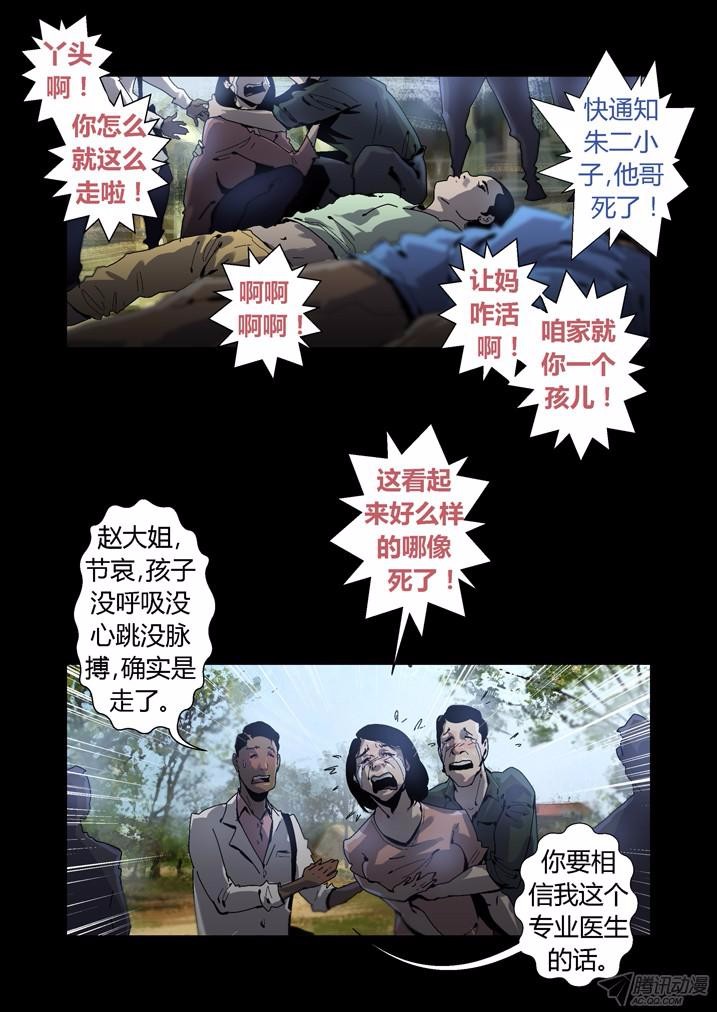 丫头
啊！
你怎么
就这么
走啦！
快通知
朱二小
子,他哥
死了！
啊啊
啊啊！
让妈
咋活
啊！
咱家就
你一个
孩儿！
这看起
来好么样
的哪像
死了！
赵大姐，
节哀,孩子
没呼吸没
心跳没脉
搏,确实是
走了。
你要相
信我这个
专业医生
的话。
腾讯动漫